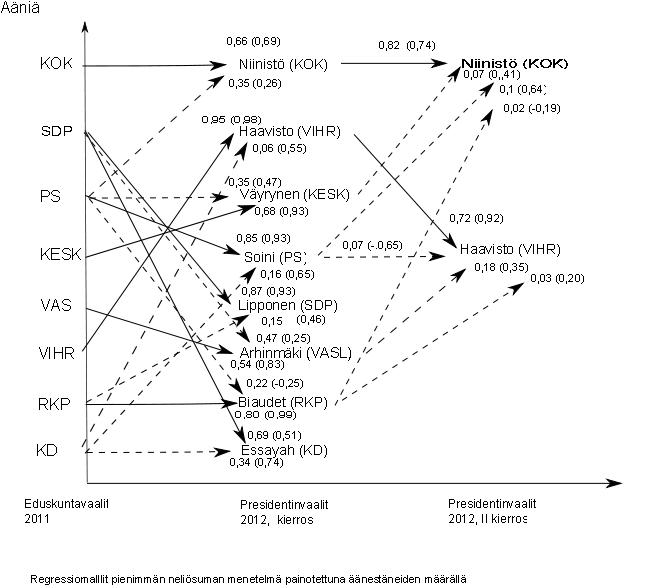 Ääniä
0,66 (0,69)
0,82 (0,74)
KOK
Niinistö (KOK)
Niinistö (KOK)
0,07 (,41)
0,35 (0,26)
0,1 (0,64)
0,02 (-0,19)
0,95 (0,98)
SDP
Haavisto (VIHR)
0,06 (0,55)
0,35 (0,47)
PS
Väyrynen (KESK)
0,68 (0,93)
0,72 (0,92)
0,85 (0,93)
0,07 (-.0,65)
KESK
Soini (PS)
Haavisto (VIHR)
0,16 (0,65)
0,18 (0,35)
0,03 (0,20)
0,87 (0,93)
VAS
Lipponen (SDP)
0,15 (0,46)
0,47 (0,25)
VIHR
Arhinmäki (VASL)
0,54 (0,83)
0,22 (-0,25)
RKP
Biaudet (RKP)
0,80 (0,99)
0,69 (0,51)
KD
Essayah (KD)
0,34 (0,74)
Eduskuntavaalit
2011
Presidentinvaalit
2012, kierros
Presidentinvaalit
2012, II kierros
Regressiomalllit pienimmän neliösuman menetelmä painotettuna äänestäneiden määrällä